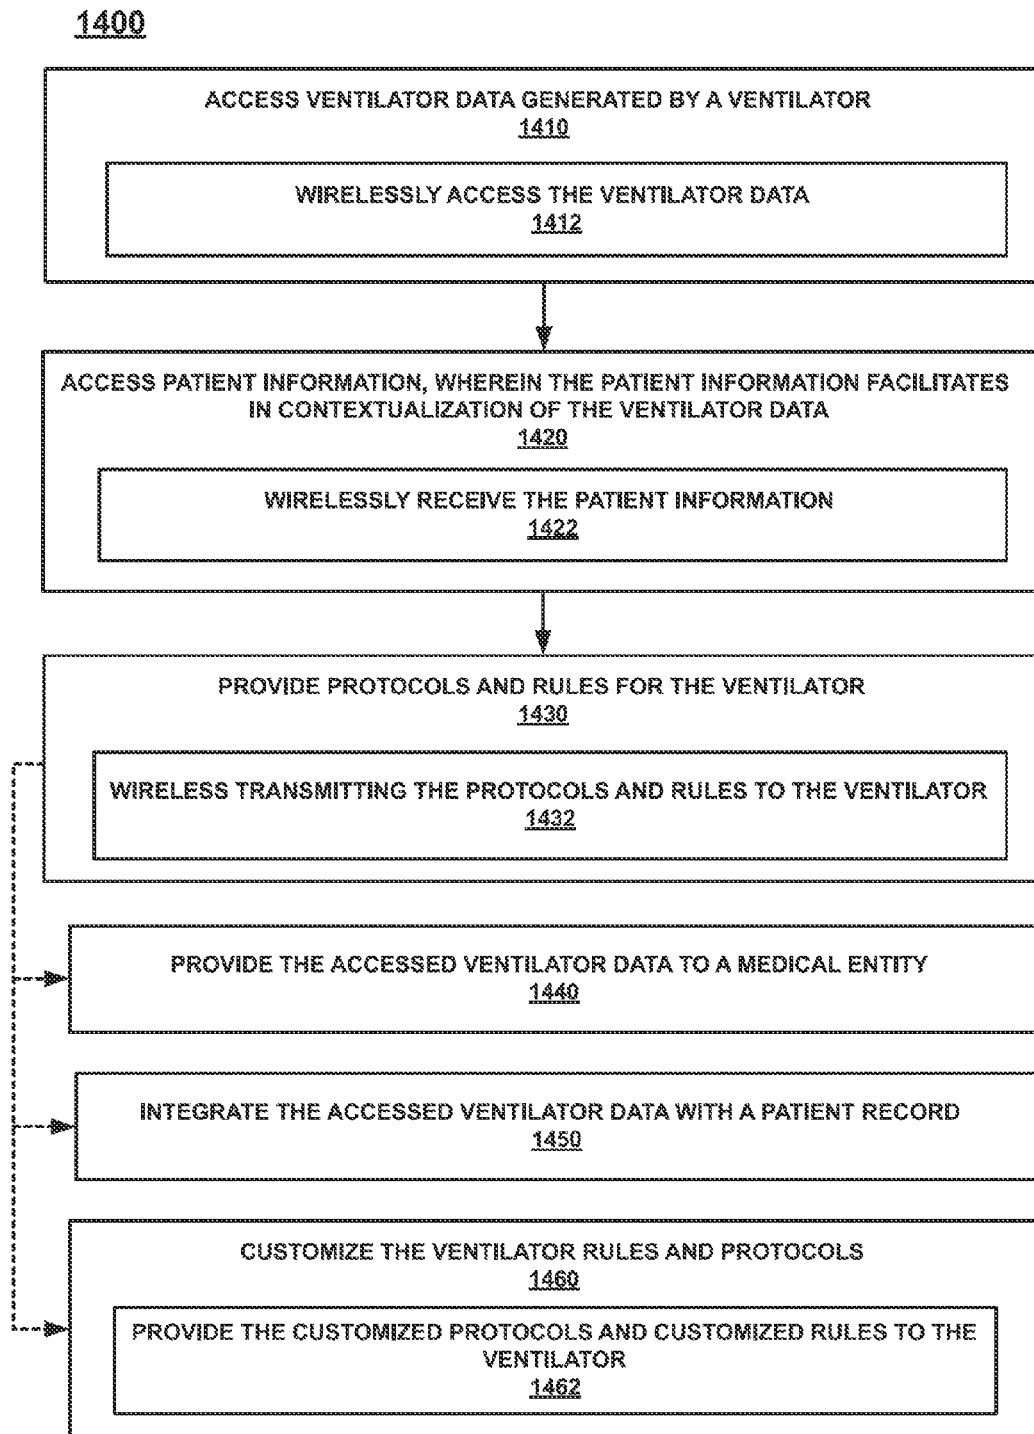 1400
ACCESS VENTILATOR DATA GENERATED BY A VENTILATOR
1410
WIRELESSLY ACCESS THE VENTILATOR DATA
1412
ACCESS PATIENT INFORMATION, WHEREIN THE PATIENT INFORMATION FACILITATES
IN CONTEXTUALIZATION OF THE VENTILATOR DATA
1420
WIRELESSLY RECEIVE THE PATIENT INFORMATION
1422
PROVIDE PROTOCOLS AND RULES FOR THE VENTILATOR
1430
WIRELESS TRANSMITTING THE PROTOCOLS AND RULES TO THE VENTILATOR
1432
PROVIDE THE ACCESSED VENTILATOR DATA TO A MEDICAL ENTITY
1440
INTEGRATE THE ACCESSED VENTILATOR DATA WITH A PATIENT RECORD
1450
CUSTOMIZE THE VENTILATOR RULES AND PROTOCOLS
1460
PROVIDE THE CUSTOMIZED PROTOCOLS AND CUSTOMIZED RULES TO THE
VENTILATOR
1462